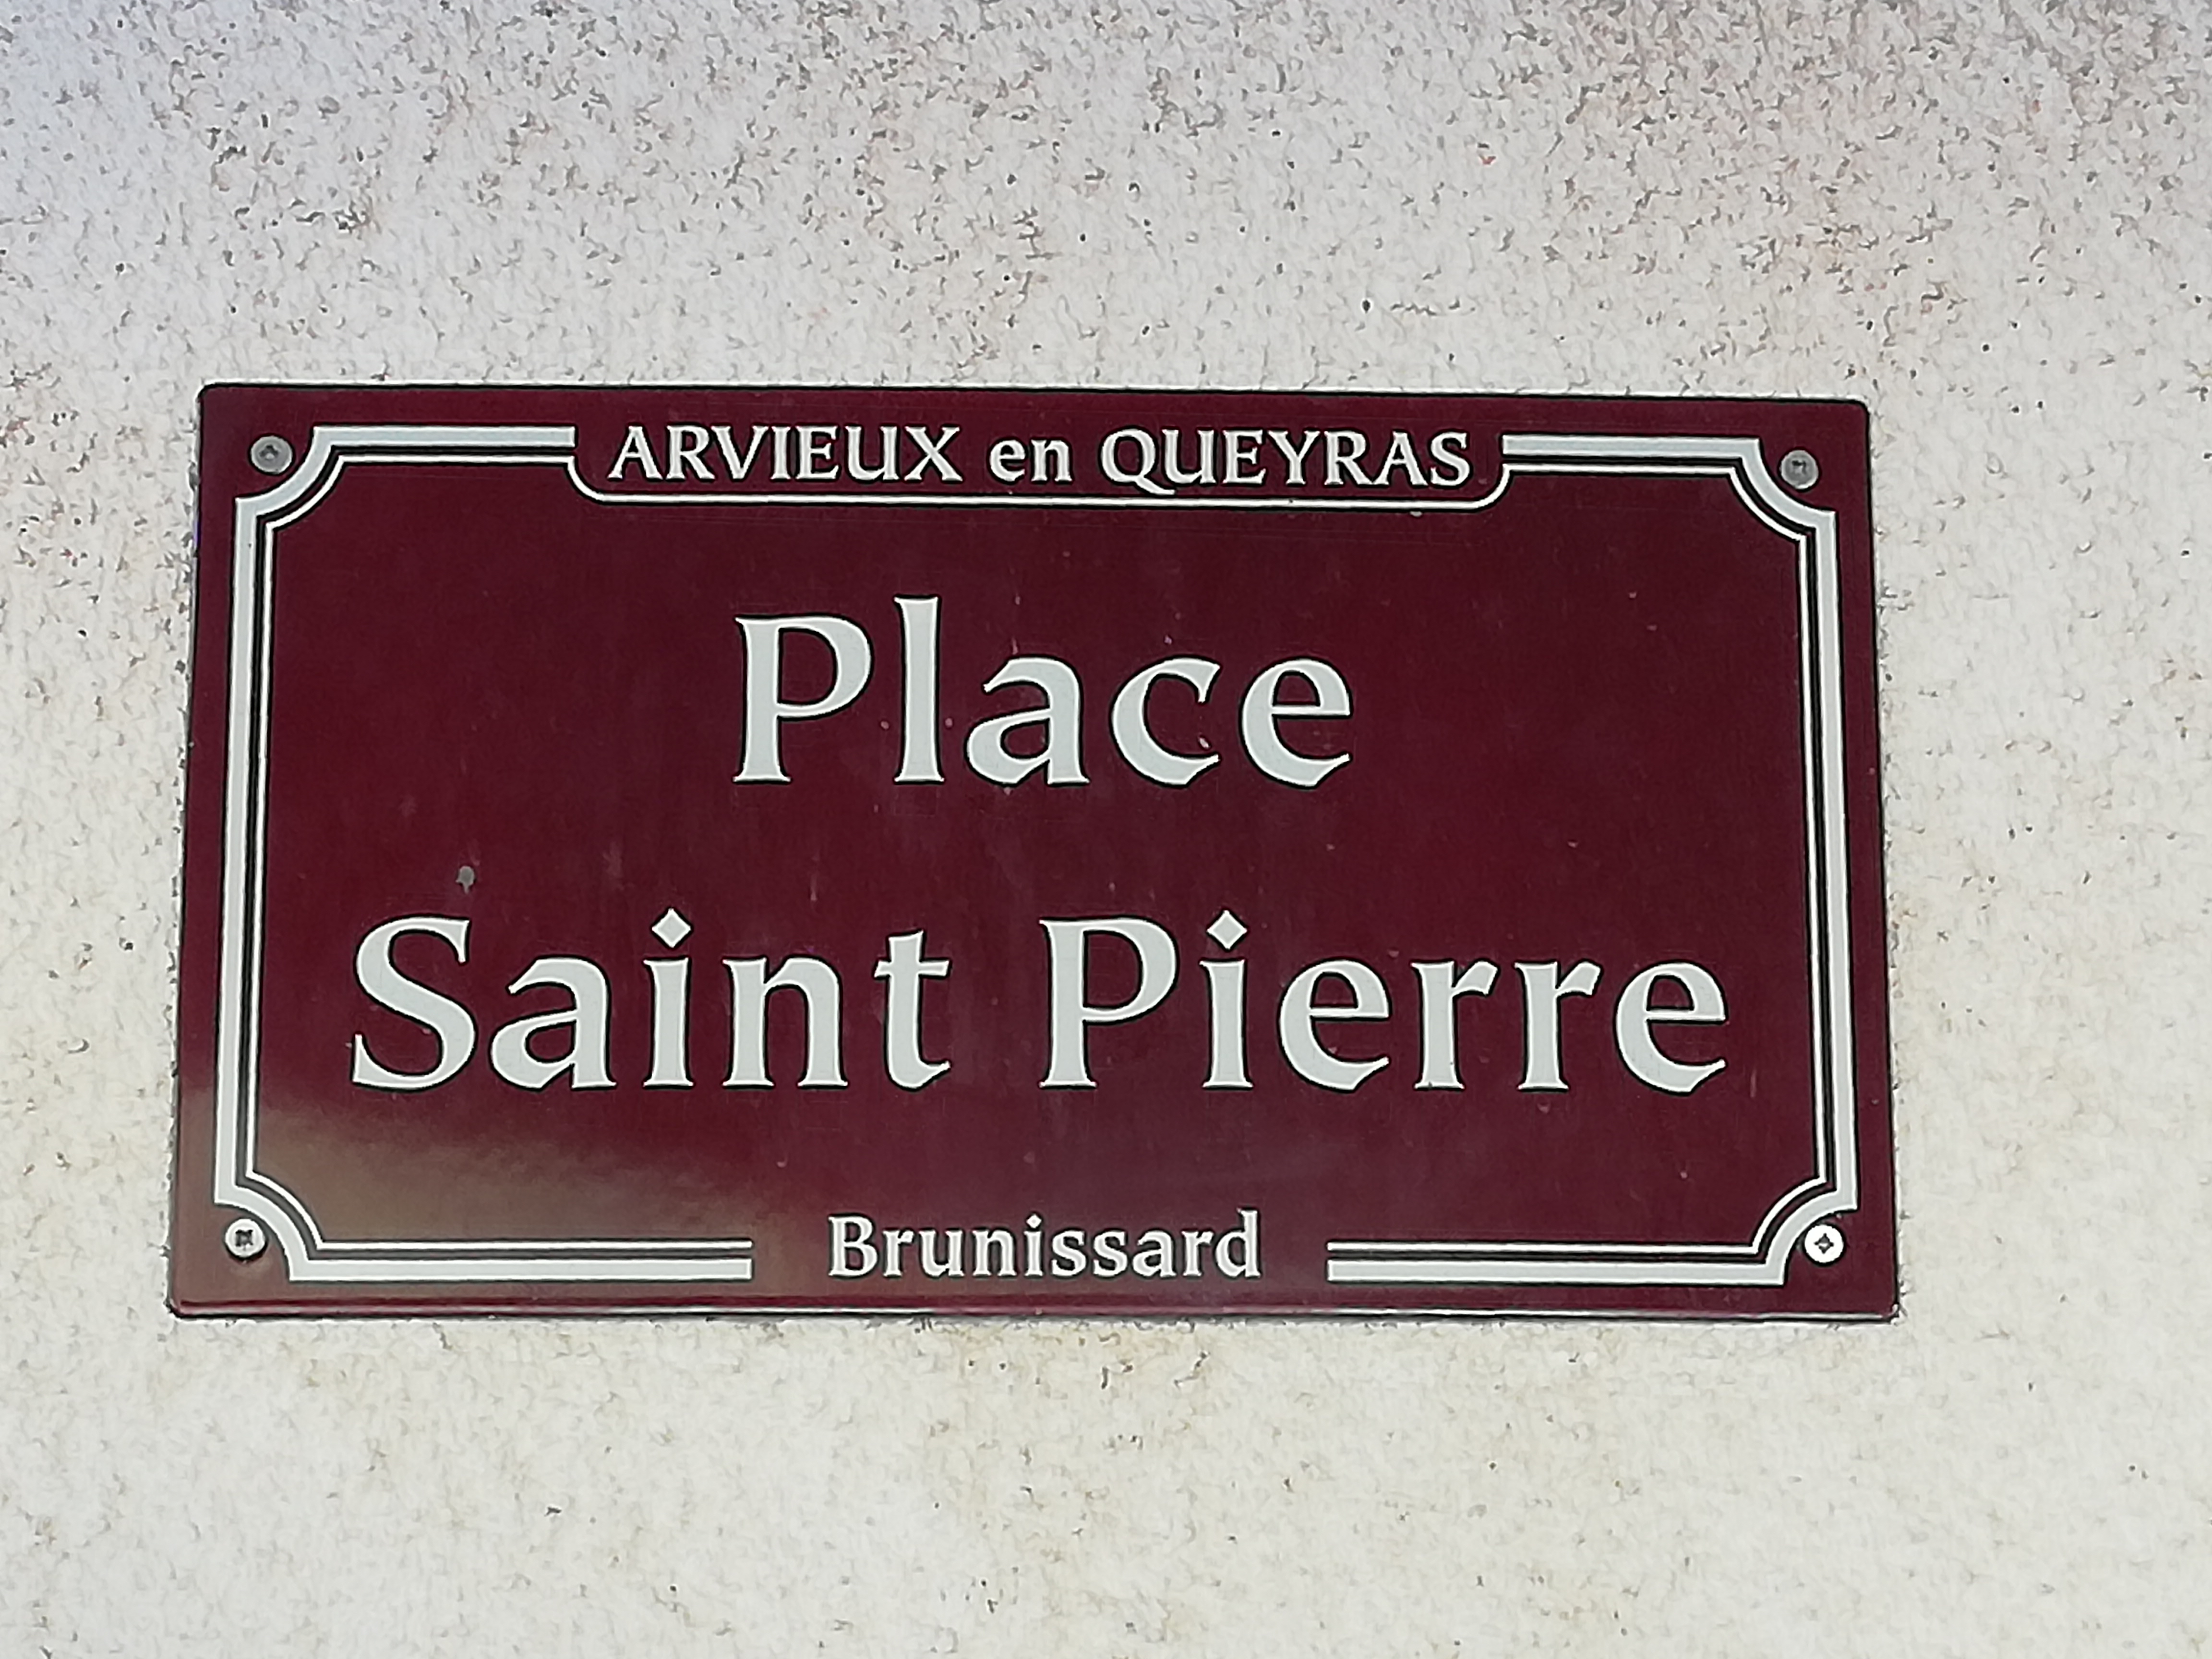 ARVIEUX en QUEYRAS
Place
Saint Pierre
Brunissard